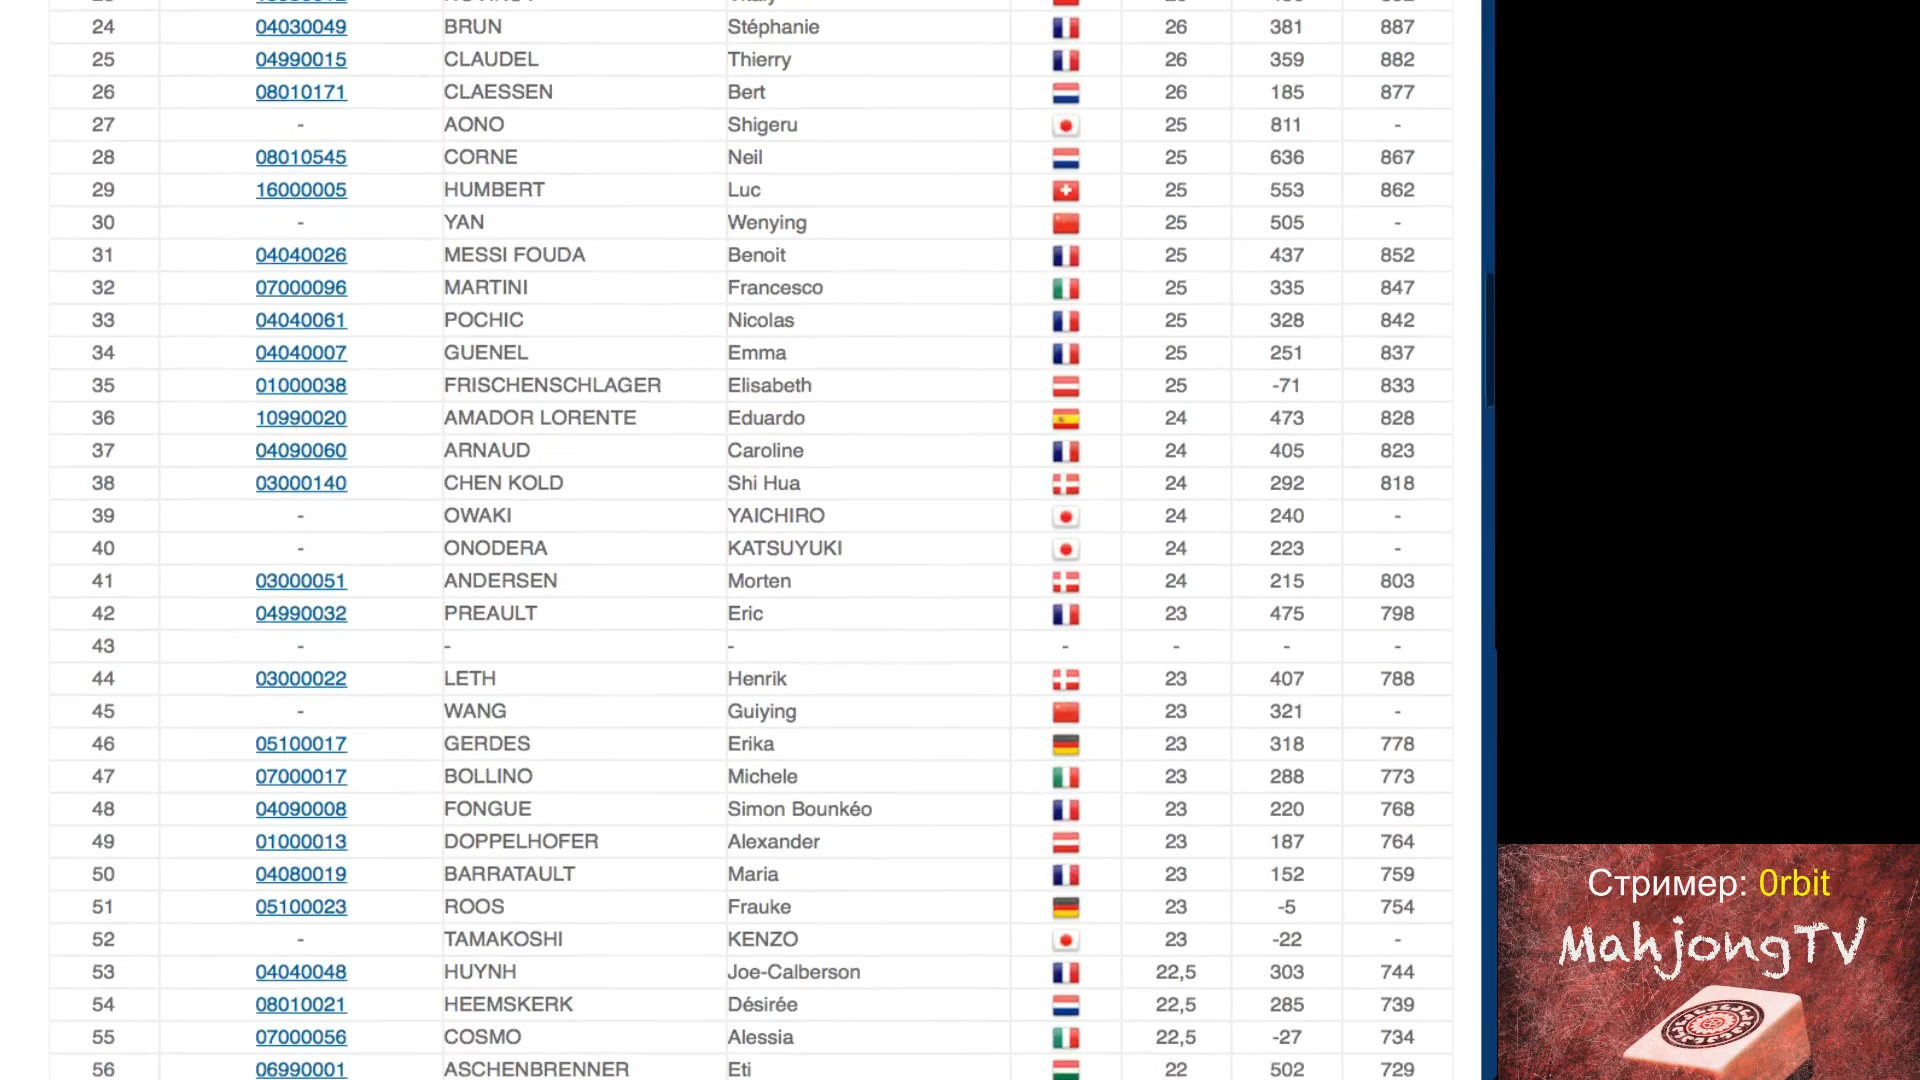 24 04030049 BRUN Stéphanie 26 381 887
25 04990015 CLAUDEL Thierry 26 359 882
26 08010171 CLAESSEN Bert 26 185 877
27 - AONO Shigeru 25 811 -
28 08010545 CORNE Neil 25 636 867
29 16000005 HUMBERT Luc 25 553 862
30 - YAN Wenying 25 505 -
31 04040026 MESSI FOUDA Benoit 25 437 852
32 07000096 MARTINI Francesco 25 335 847
33 04040061 POCHIC Nicolas 25 328 842
34 04040007 GUENEL Emma 25 251 837
35 01000038 FRISCHENSCHLAGER Elisabeth 25 -71 833
36 10990020 AMADOR LORENTE Eduardo 24 473 828
37 04090060 ARNAUD Caroline 24 405 823
38 03000140 CHEN KOLD Shi Hua 24 292 818
39 - OWAKI YAICHIRO 24 240 -
40 - ONODERA KATSUYUKI 24 223 -
41 03000051 ANDERSEN Morten 24 215 803
42 04990032 PREAULT Eric 23 475 798
43 - - - - - - -
44 03000022 LETH Henrik 23 407 788
45 - WANG Guiying 23 321 -
46 05100017 GERDES Erika 23 318 778
47 07000017 BOLLINO Michele 23 288 773
48 04090008 FONGUE Simon Bounkéo 23 220 768
49 01000013 DOPPELHOFER Alexander 23 187 764
50 04080019 BARRATAULT Maria 23 152 759
51 05100023 ROOS Frauke 23 -5 754
52 - TAMAKOSHI KENZO 23 -22 -
53 04040048 HUYNH Joe-Calberson 22,5 303 744
54 08010021 HEEMSKERK Désirée 22,5 285 739
55 07000056 COSMO Alessia 22,5 -27 734
56 06990001 ASCHENBRENNER Eti 22 502 729
Стример: 0rbit
MahjongTV